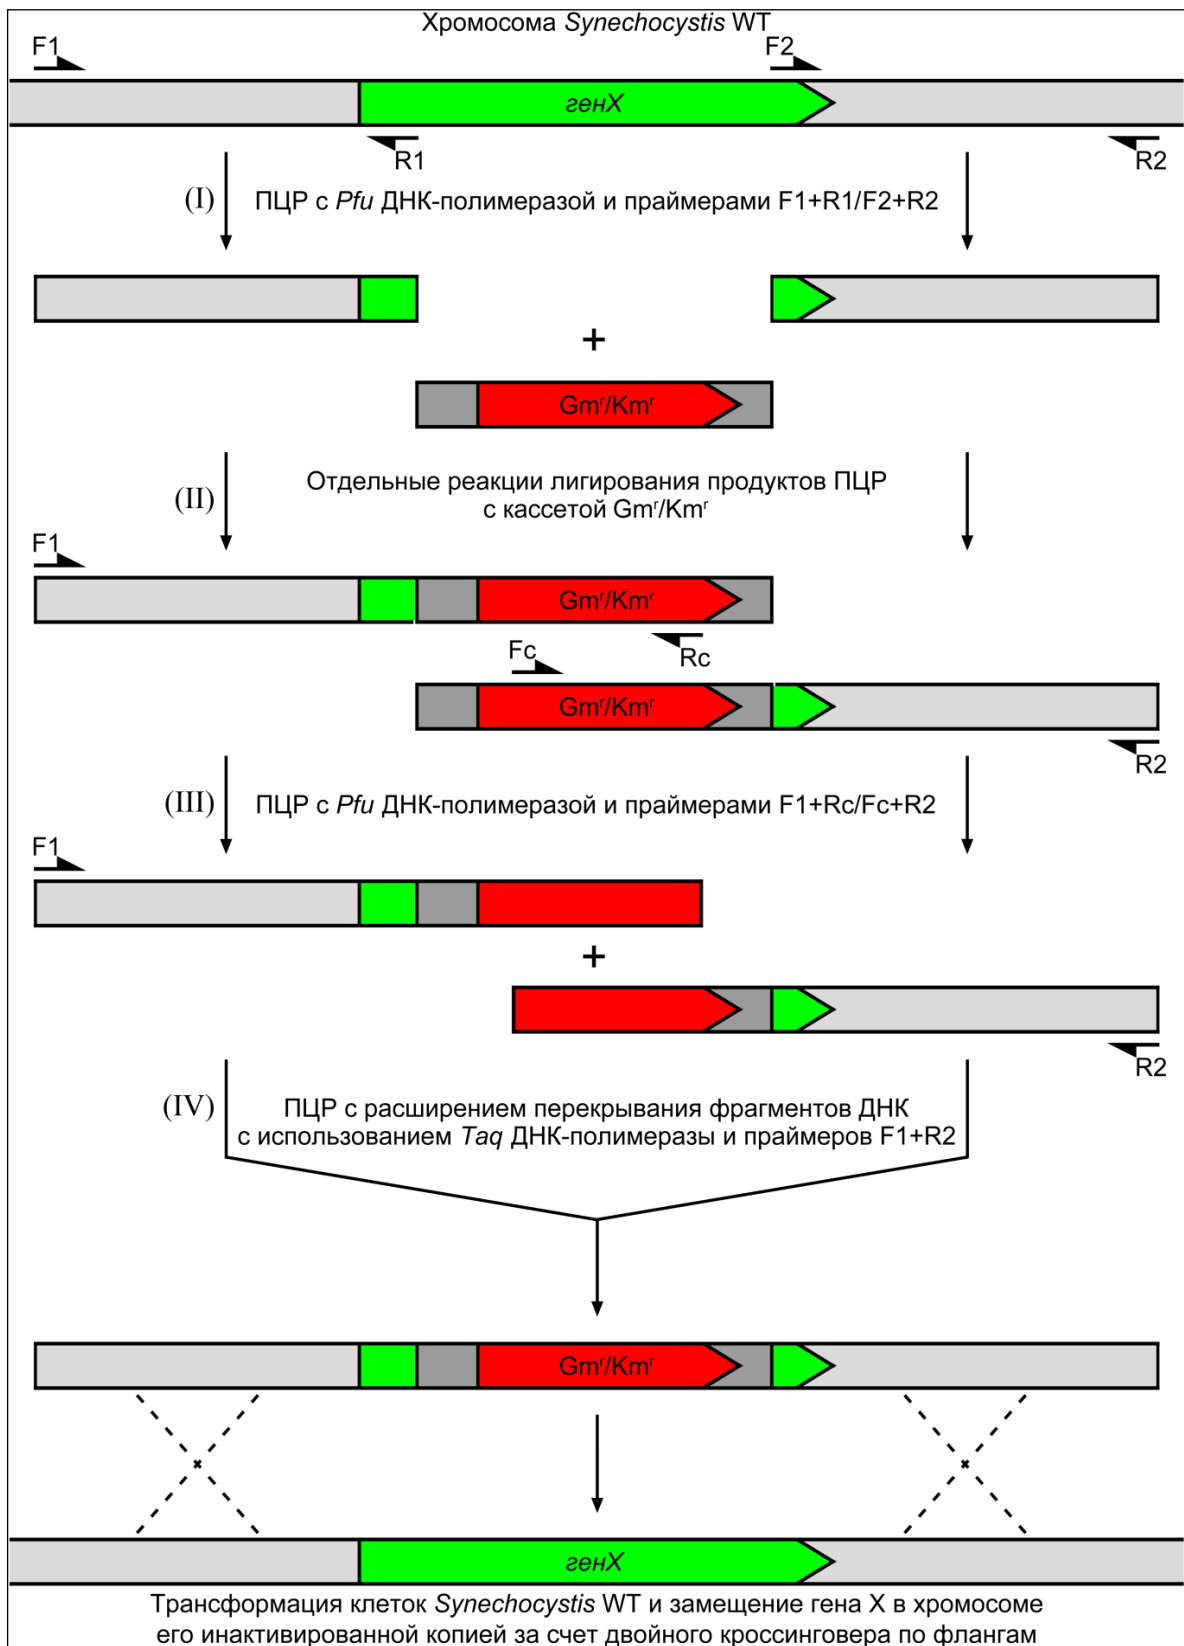 Хромосома Synechocystis WT
F1
F2
генX
R1
R2
(I)
ПЦР с Pfu ДНК-полимеразой и праймерами F1+R1/F2+R2
+
Gmʳ/Kmʳ
(II)
Отдельные реакции лигирования продуктов ПЦР
с кассетой Gmʳ/Kmʳ
F1
Gmʳ/Kmʳ
Fc
Rc
Gmʳ/Kmʳ
R2
(III)
ПЦР с Pfu ДНК-полимеразой и праймерами F1+Rc/Fc+R2
F1
+
R2
(IV)
ПЦР с расширением перекрывания фрагментов ДНК
с использованием Taq ДНК-полимеразы и праймеров F1+R2
Gmʳ/Kmʳ
генX
Трансформация клеток Synechocystis WT и замещение гена X в хромосоме
его инактивированной копией за счет двойного кроссинговера по флангам